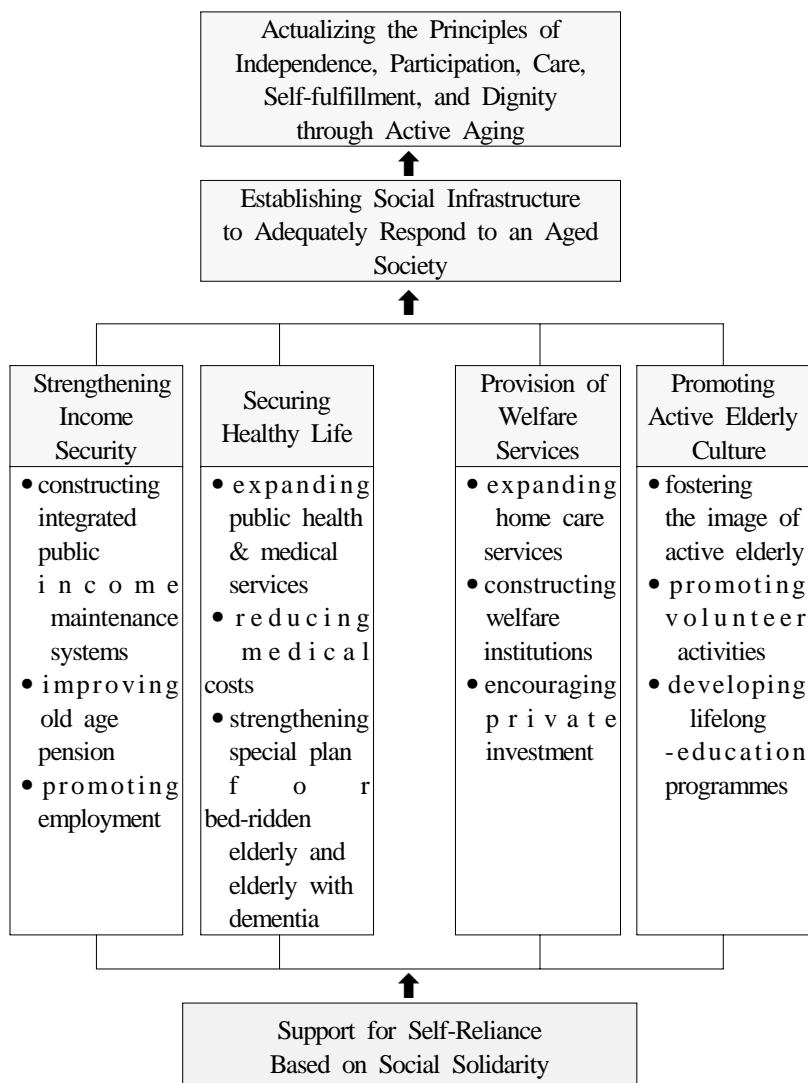 Actualizing the Principles of
Independence, Participation, Care,
Self-fulfillment, and Dignity
through Active Aging
Establishing Social Infrastructure
to Adequately Respond to an Aged
Society
Strengthening
Income
Security
• constructing
integrated
public
income
maintenance
systems
• improving
old age
pension
• promoting
employment
Securing
Healthy Life
• expanding
public health
& medical
services
• reducing
medical
costs
• strengthening
special plan
for
bed-ridden
elderly and
elderly with
dementia
Provision of
Welfare
Services
• expanding
home care
services
• constructing
welfare
institutions
• encouraging
private
investment
Promoting
Active Elderly
Culture
• fostering
the image of
active elderly
• promoting
volunteer
activities
• developing
lifelong
-education
programmes
Support for Self-Reliance
Based on Social Solidarity